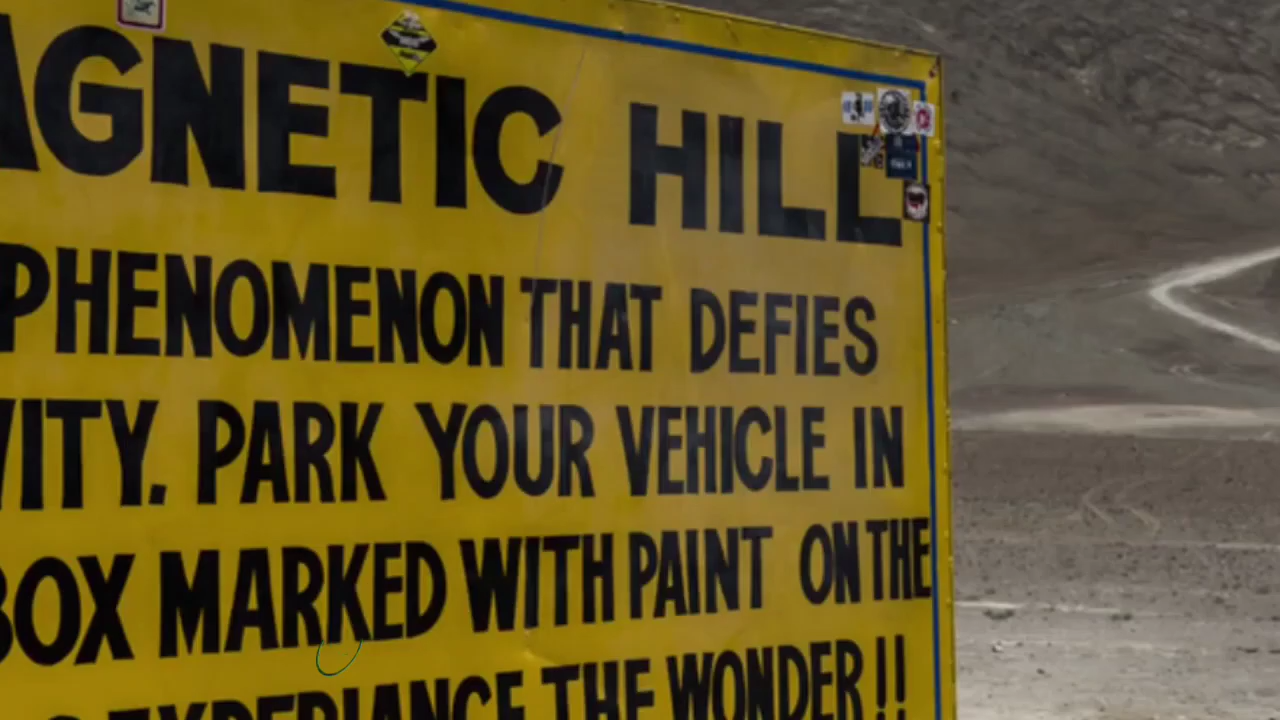 AGNETIC HILL
PHENOMENON THAT DEFIES
VITY. PARK YOUR VEHICLE IN
BOX MARKED WITH PAINT ON THE
EXPERIANCE THE WONDER!!